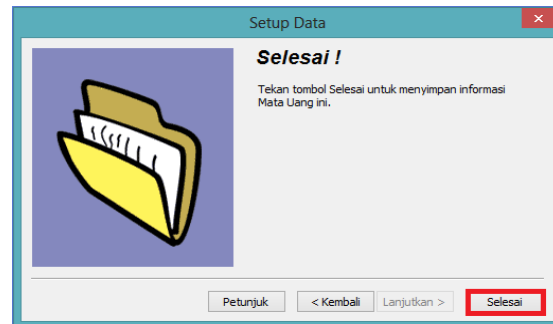 Setup Data
Selesai !
Tekan tombol Selesai untuk menyimpan informasi
Mata Uang ini.
Petunjuk
< Kembali
Lanjutkan >
Selesai